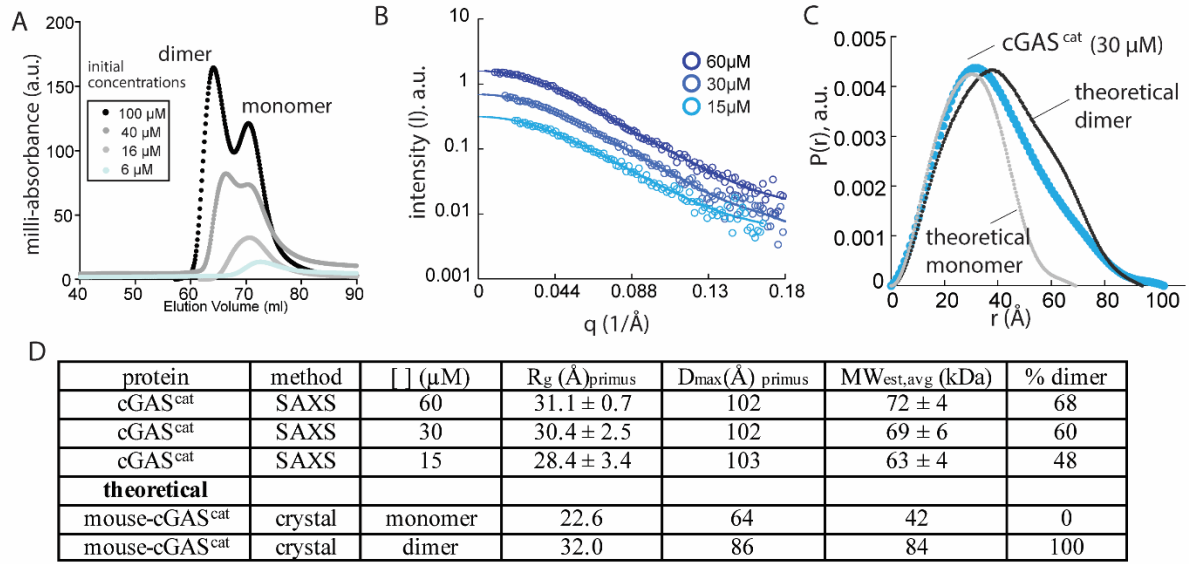 A
200
150
100
50
0
milli-absorbance (a.u.)
dimer
monomer
initial
concentrations
100 µM
40 µM
16 µM
6 µM
40 50 60 70 80 90
Elution Volume (ml)
B
10
1
0.1
0.01
0.001
intensity (I). a.u.
60µM
30µM
15µM
0 0.044 0.088 0.13 0.18
q (1/Å)
C
0.005
0.004
0.003
0.002
0.001
0
P(r), a.u.
cGAS cat (30 µM)
theoretical
dimer
theoretical
monomer
0 20 40 60 80 100
r (Å)
D
protein method [ ] (µM) Rg (Å)primus Dmax(Å) primus MWest,avg (kDa) % dimer
cGAScat SAXS 60 31.1 ± 0.7 102 72 ± 4 68
cGAScat SAXS 30 30.4 ± 2.5 102 69 ± 6 60
cGAScat SAXS 15 28.4 ± 3.4 103 63 ± 4 48
theoretical
mouse-cGAScat crystal monomer 22.6 64 42 0
mouse-cGAScat crystal dimer 32.0 86 84 100